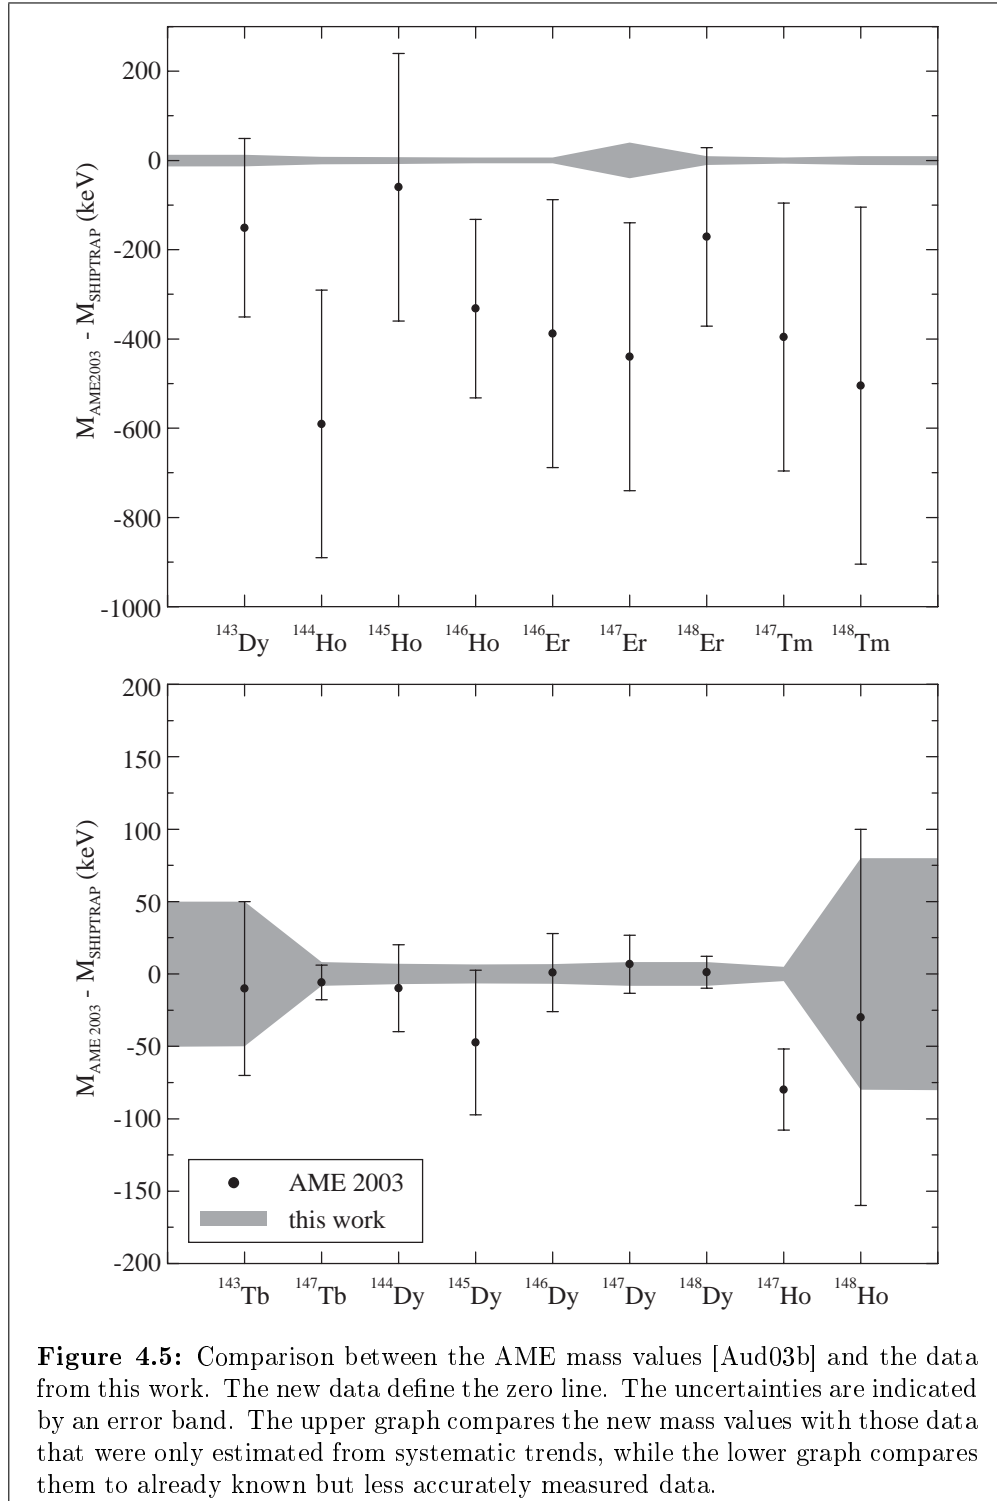 200
0
-200
-400
-600
-800
-1000
M_AME2003 - M_SHIPTRAP (keV)
¹⁴³Dy ¹⁴⁴Ho ¹⁴⁵Ho ¹⁴⁶Ho ¹⁴⁶Er ¹⁴⁷Er ¹⁴⁸Er ¹⁴⁷Tm ¹⁴⁸Tm
200
150
100
50
0
-50
-100
-150
-200
M_AME 2003 - M_SHIPTRAP (keV)
AME 2003
this work
¹⁴³Tb ¹⁴⁷Tb ¹⁴⁴Dy ¹⁴⁵Dy ¹⁴⁶Dy ¹⁴⁷Dy ¹⁴⁸Dy ¹⁴⁷Ho ¹⁴⁸Ho
Figure 4.5: Comparison between the AME mass values [Aud03b] and the data
from this work. The new data define the zero line. The uncertainties are indicated
by an error band. The upper graph compares the new mass values with those data
that were only estimated from systematic trends, while the lower graph compares
them to already known but less accurately measured data.